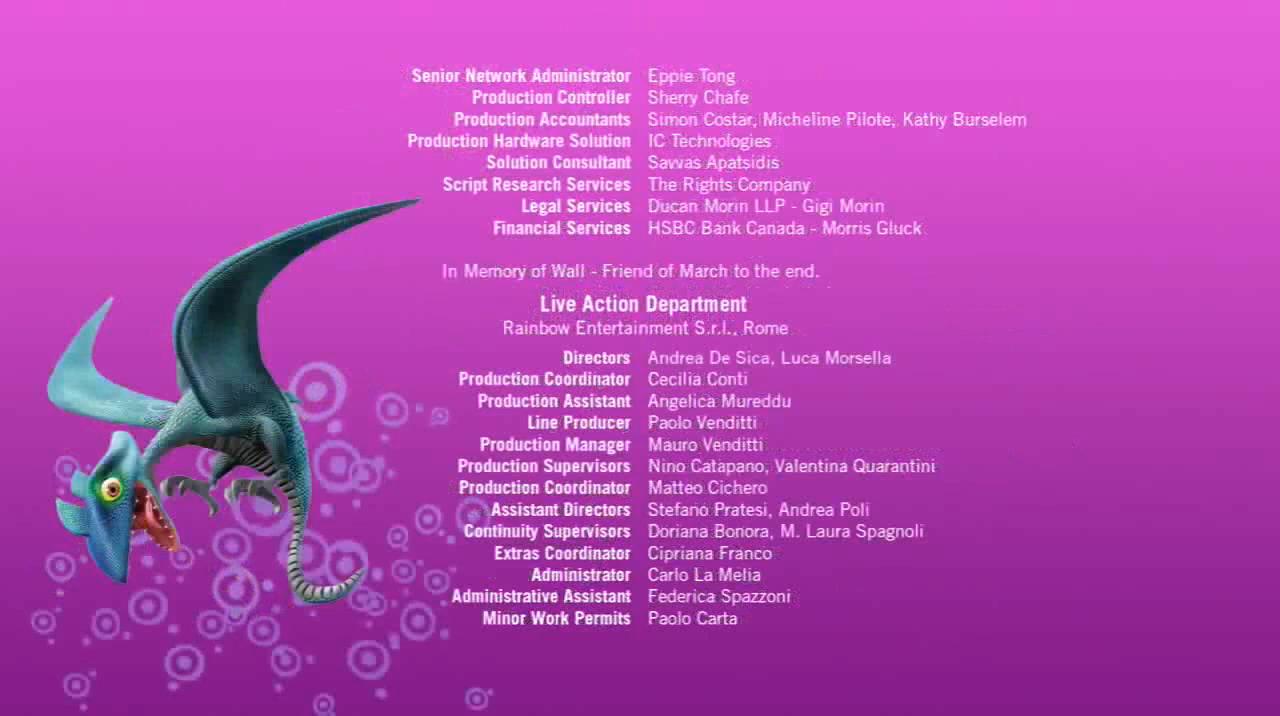 Senior Network Administrator Eppie Tong
Production Controller Sherry Chafe
Production Accountants Simon Costar, Micheline Pilote, Kathy Burselem
Production Hardware Solution IC Technologies
Solution Consultant Savvas Apatsidis
Script Research Services The Rights Company
Legal Services Ducan Morin LLP - Gigi Morin
Financial Services HSBC Bank Canada - Morris Gluck
In Memory of Wall - Friend of March to the end.
Live Action Department
Rainbow Entertainment S.r.l., Rome
Directors Andrea De Sica, Luca Morsella
Production Coordinator Cecilia Conti
Production Assistant Angelica Mureddu
Line Producer Paolo Venditti
Production Manager Mauro Venditti
Production Supervisors Nino Catapano, Valentina Quarantini
Production Coordinator Matteo Cichero
Assistant Directors Stefano Pratesi, Andrea Poli
Continuity Supervisors Doriana Bonora, M. Laura Spagnoli
Extras Coordinator Cipriana Franco
Administrator Carlo La Melia
Administrative Assistant Federica Spazzoni
Minor Work Permits Paolo Carta